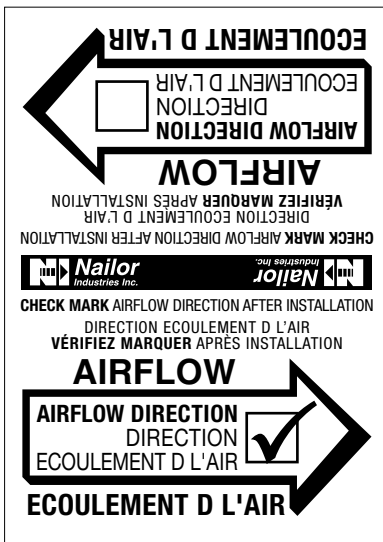 ECOULEMENT D L'AIR
ECOULEMENT D L'AIR
DIRECTION
AIRFLOW DIRECTION
AIRFLOW
VÉRIFIEZ MARQUER APRÈS INSTALLATION
DIRECTION ECOULEMENT D L'AIR
CHECK MARK AIRFLOW DIRECTION AFTER INSTALLATION
N Nailor
Industries Inc.
N Nailor
Industries Inc.
CHECK MARK AIRFLOW DIRECTION AFTER INSTALLATION
DIRECTION ECOULEMENT D L'AIR
VÉRIFIEZ MARQUER APRÈS INSTALLATION
AIRFLOW
AIRFLOW DIRECTION
DIRECTION
ECOULEMENT D L'AIR
ECOULEMENT D L'AIR